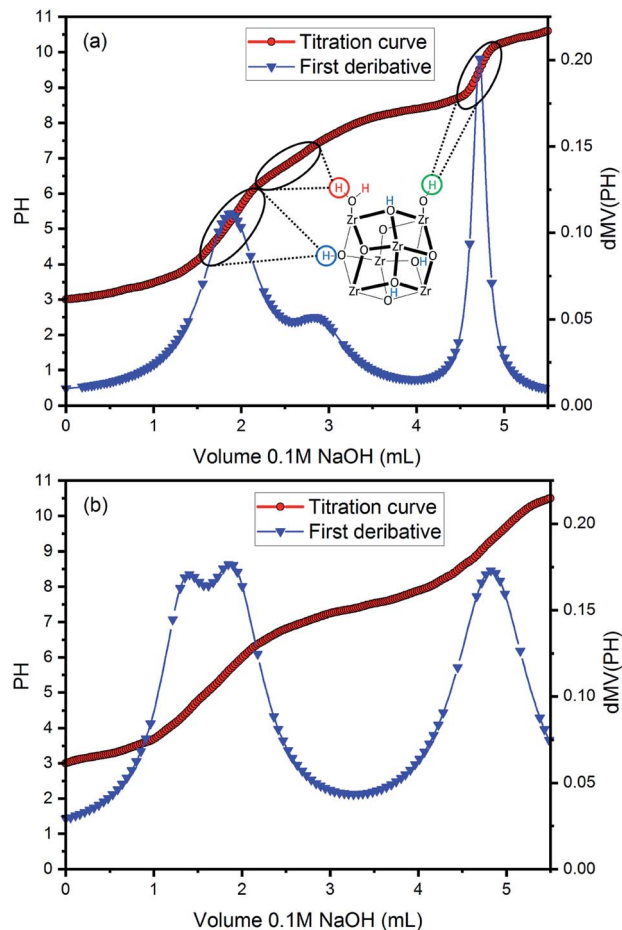 (a)
Titration curve
First deribative
PH
11
10
9
8
7
6
5
4
3
2
1
0
dMV(PH)
0.20
0.15
0.10
0.05
0.00
H H
H
H
O
O
Zr
O
Zr
O
H-O
O
Zr
O
Zr
OH
O
Zr
O
H
Zr
O
0 1 2 3 4 5
Volume 0.1M NaOH (mL)
(b)
Titration curve
First deribative
PH
11
10
9
8
7
6
5
4
3
2
1
0
dMV(PH)
0.20
0.15
0.10
0.05
0.00
0 1 2 3 4 5
Volume 0.1M NaOH (mL)